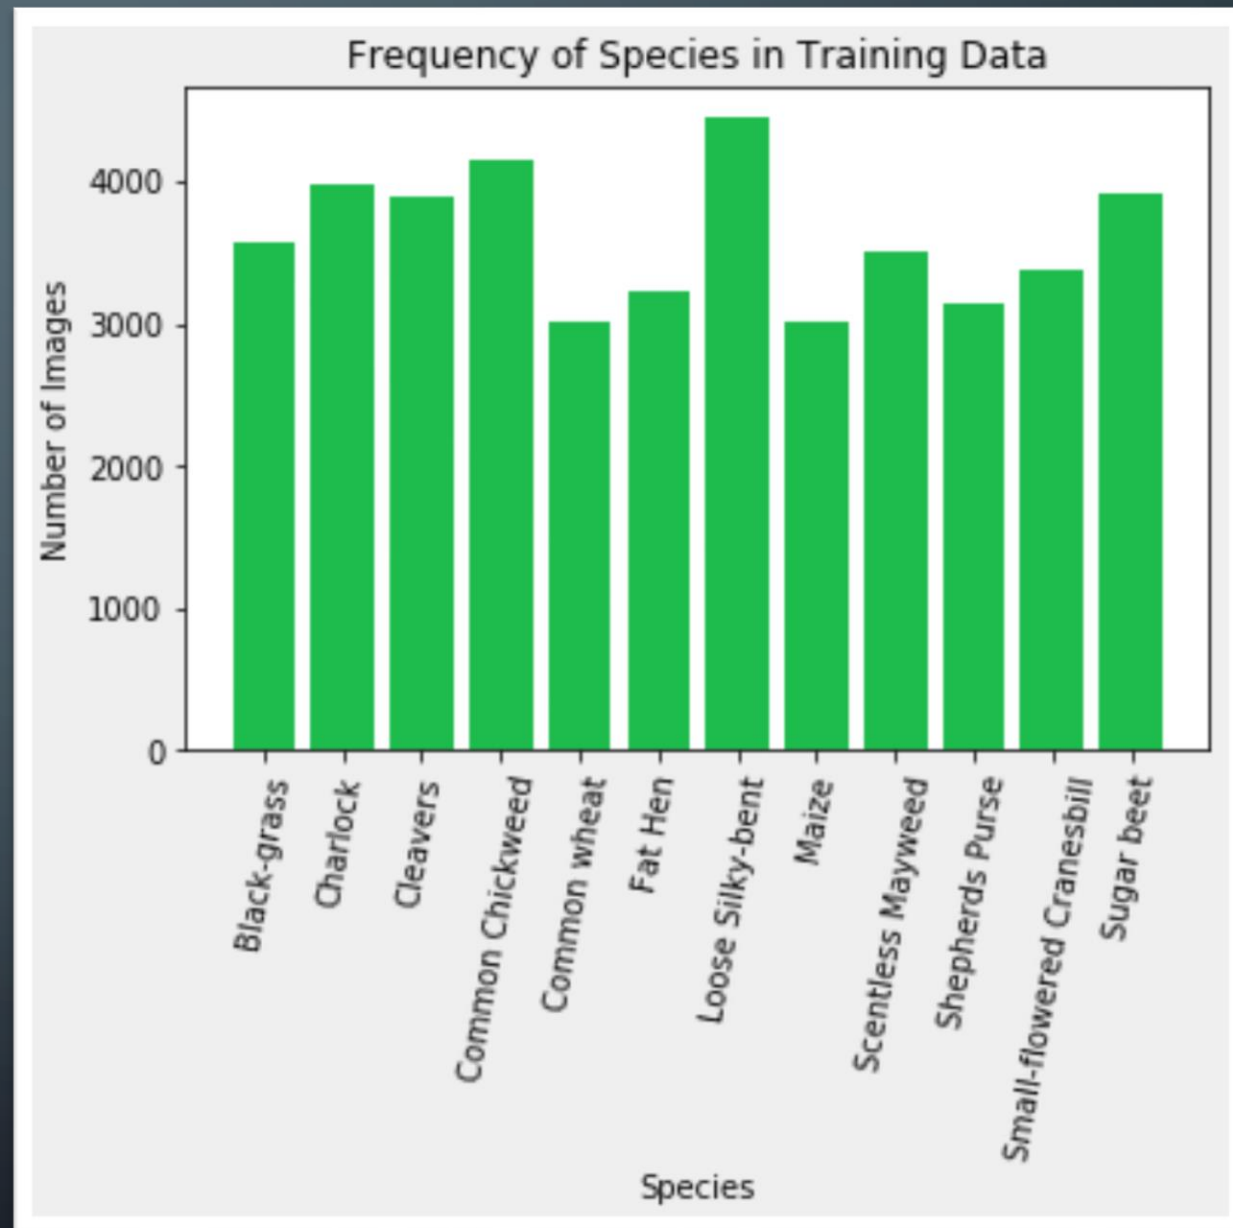 Frequency of Species in Training Data
Number of Images
4000
3000
2000
1000
0
Black-grass
Charlock
Cleavers
Common Chickweed
Common wheat
Fat Hen
Loose Silky-bent
Maize
Scentless Mayweed
Shepherds Purse
Small-flowered Cranesbill
Sugar beet
Species